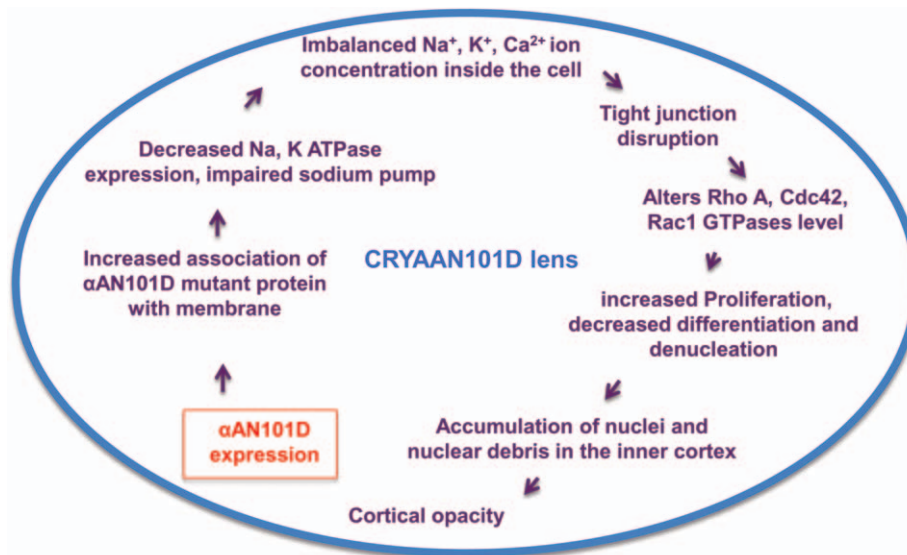 Imbalanced Na⁺, K⁺, Ca²⁺ ion
concentration inside the cell
Tight junction
disruption
Alters Rho A, Cdc42,
Rac1 GTPases level
increased Proliferation,
decreased differentiation and
denucleation
Accumulation of nuclei and
nuclear debris in the inner cortex
Cortical opacity
Decreased Na, K ATPase
expression, impaired sodium pump
Increased association of
αAN101D mutant protein
with membrane
αAN101D
expression
CRYAAN101D lens